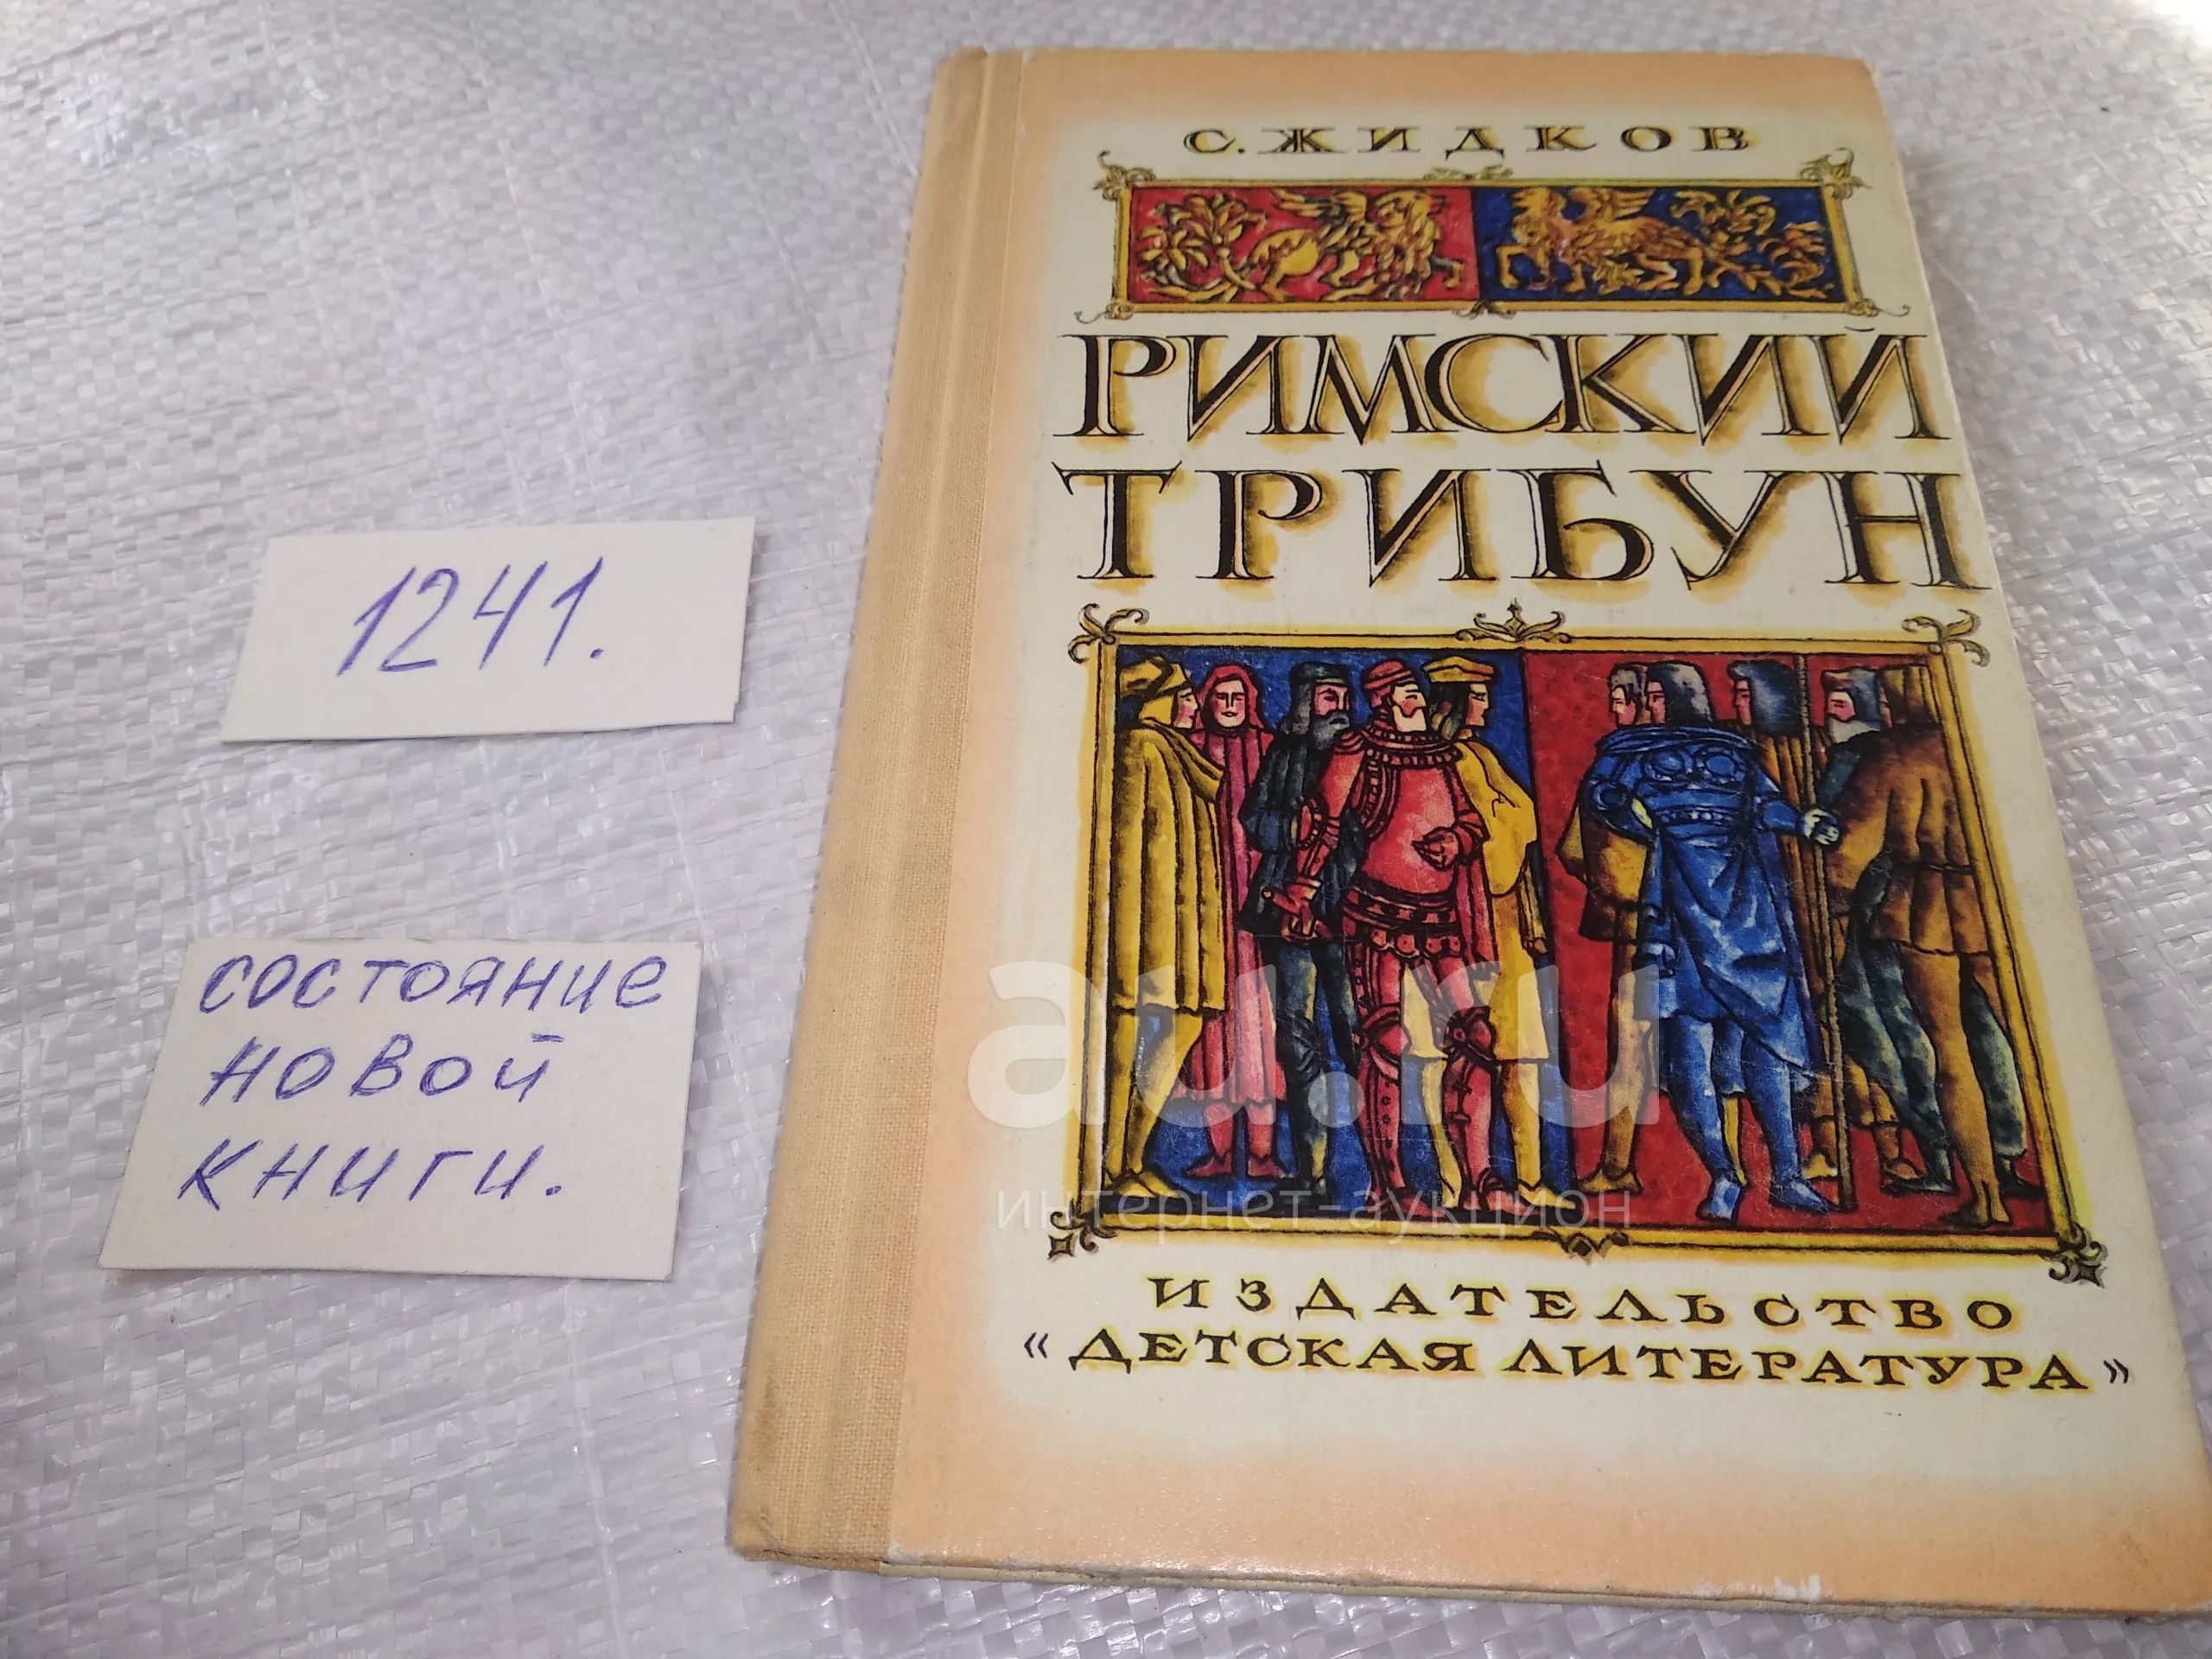 1241.
состояние
новой
книги.
С. ЖИДКОВ
РИМСКИЙ
ТРИБУН
au.ru
интернет-аукцион
ИЗДАТЕЛЬСТВО
«ДЕТСКАЯ ЛИТЕРАТУРА»